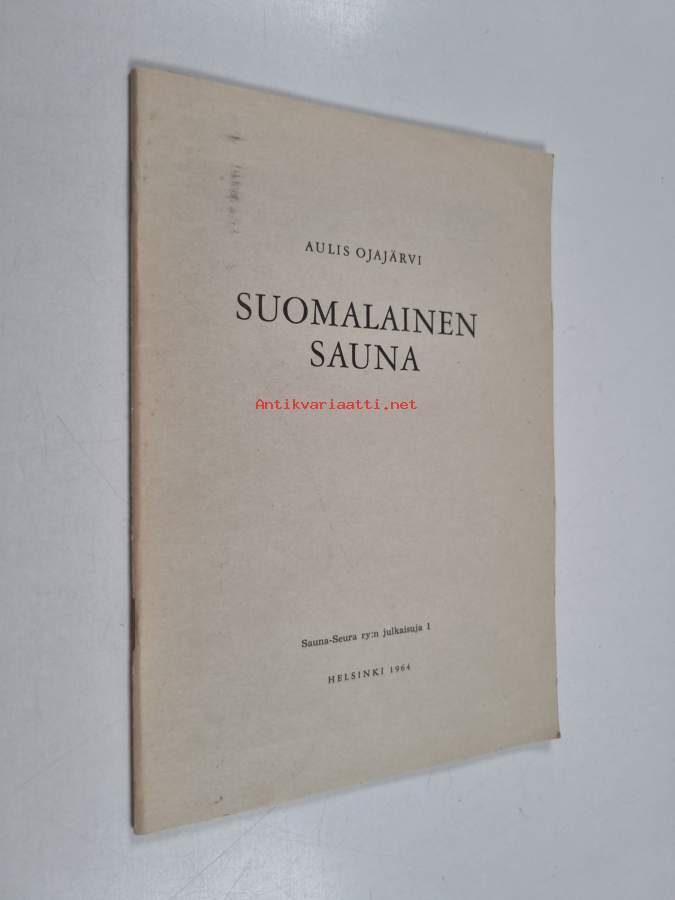 AULIS OJAJÄRVI
SUOMALAINEN
SAUNA
Antikvariaatti.net
Sauna-Seura ry:n julkaisuja 1
HELSINKI 1964